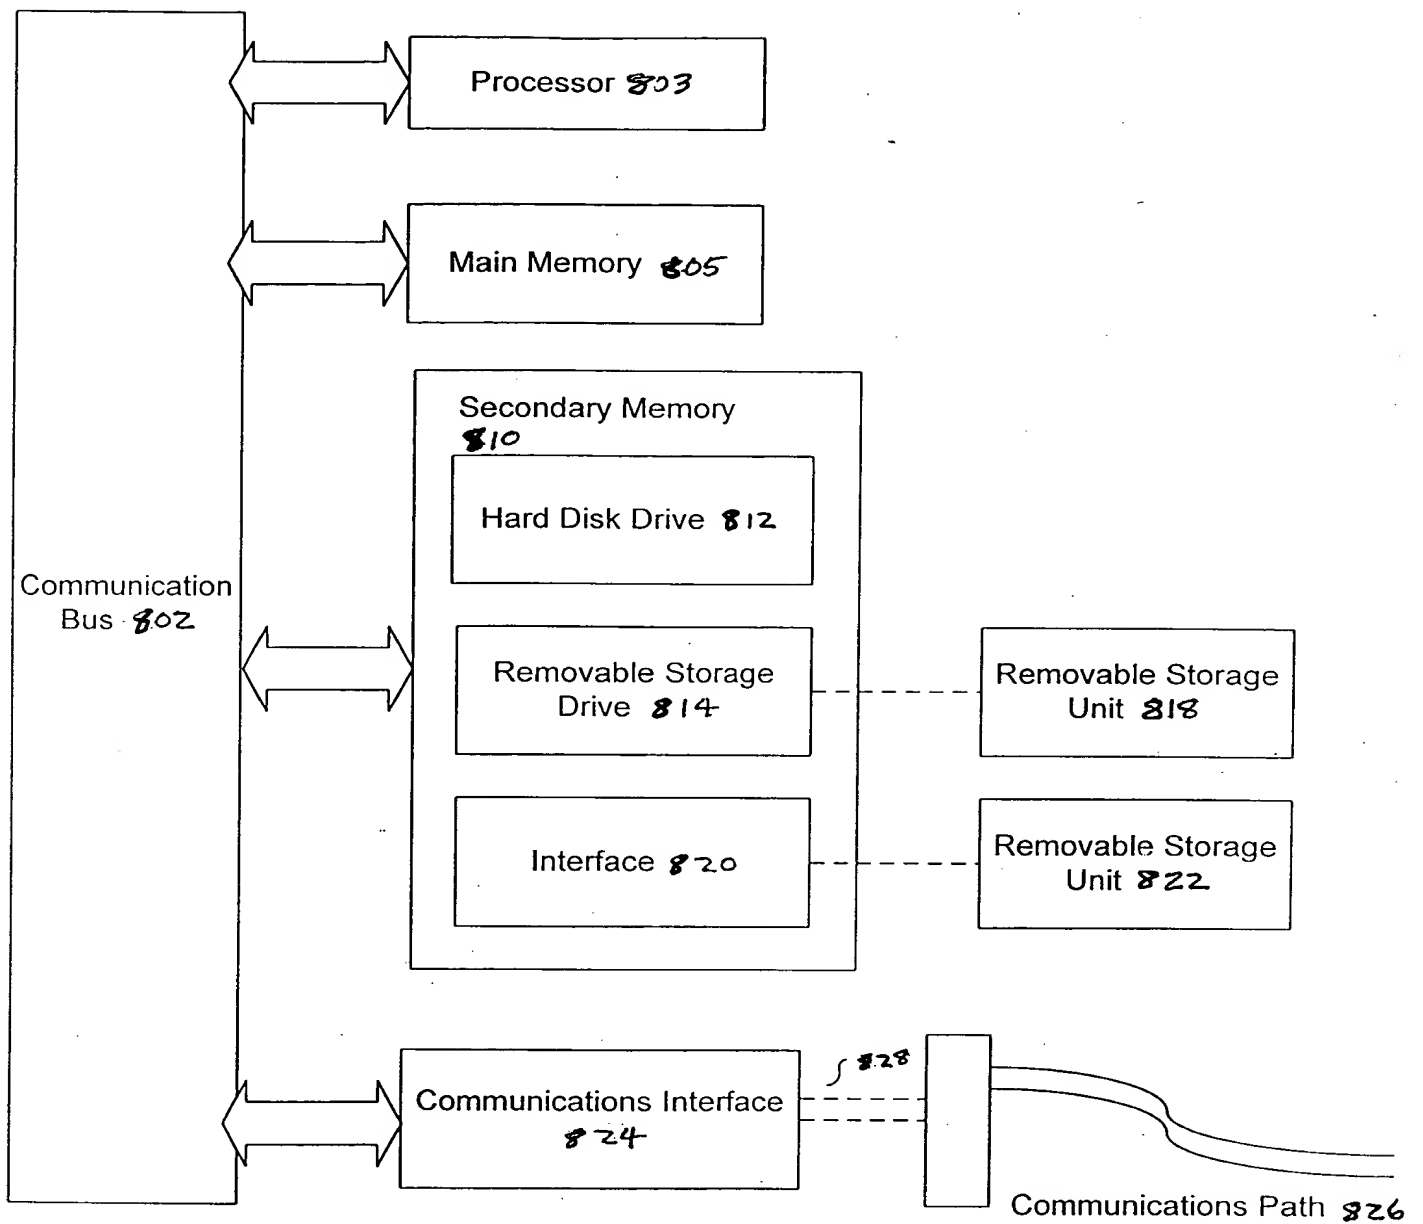 Processor 803
Main Memory 805
Secondary Memory
810
Hard Disk Drive 812
Communication
Bus 802
Removable Storage
Drive 814
Removable Storage
Unit 818
Interface 820
Removable Storage
Unit 822
828
Communications Interface
824
Communications Path 826